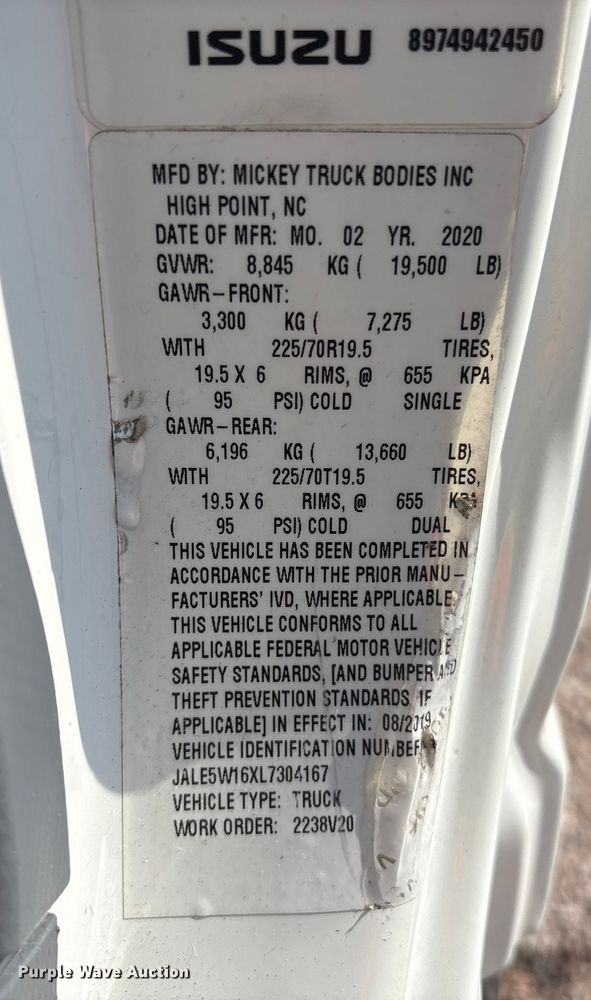 ISUZU 8974942450
MFD BY: MICKEY TRUCK BODIES INC
HIGH POINT, NC
DATE OF MFR: MO. 02 YR. 2020
GVWR: 8,845 KG ( 19,500 LB)
GAWR-FRONT:
3,300 KG ( 7,275 LB)
WITH 225/70R19.5 TIRES,
19.5 X 6 RIMS, @ 655 KPA
( 95 PSI) COLD SINGLE
GAWR-REAR:
6,196 KG ( 13,660 LB)
WITH 225/70T19.5 TIRES,
19.5 X 6 RIMS, @ 655 KPA
( 95 PSI) COLD DUAL
THIS VEHICLE HAS BEEN COMPLETED IN
ACCORDANCE WITH THE PRIOR MANU-
FACTURERS' IVD, WHERE APPLICABLE.
THIS VEHICLE CONFORMS TO ALL
APPLICABLE FEDERAL MOTOR VEHICLE
SAFETY STANDARDS, [AND BUMPER AND
THEFT PREVENTION STANDARDS, IF
APPLICABLE] IN EFFECT IN: 08/2019
VEHICLE IDENTIFICATION NUMBER
JALE5W16XL7304167
VEHICLE TYPE: TRUCK
WORK ORDER: 2238V20
Purple Wave Auction